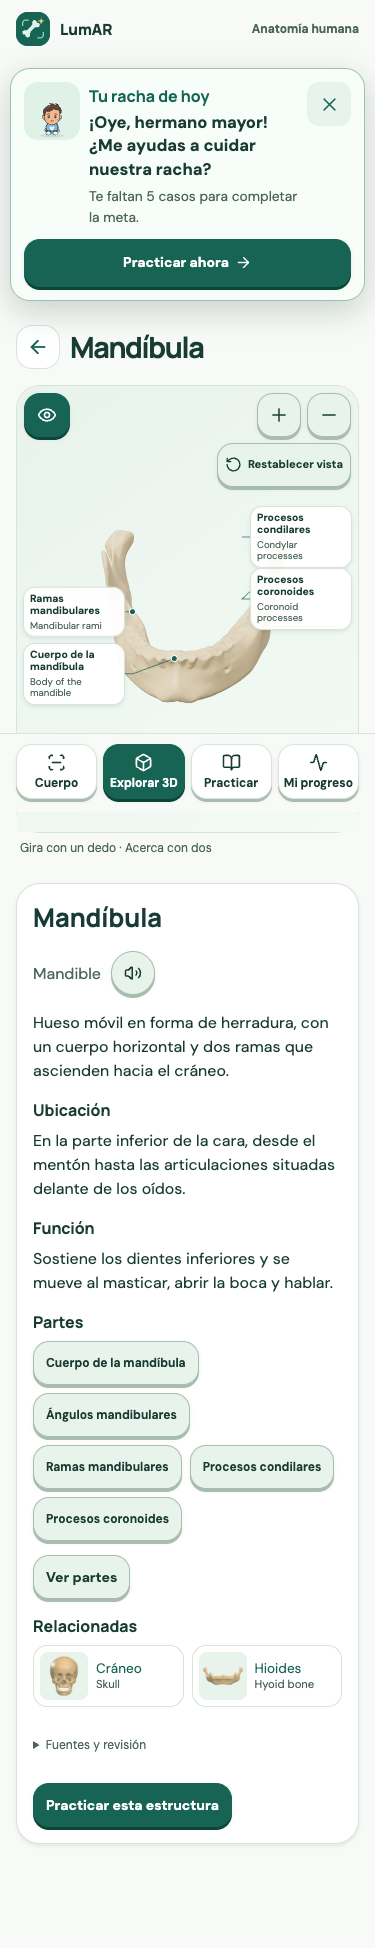 LumAR
Anatomía humana
Tu racha de hoy
¡Oye, hermano mayor!
¿Me ayudas a cuidar
nuestra racha?
Te faltan 5 casos para completar
la meta.
Practicar ahora
Mandíbula
Restablecer vista
Procesos
condilares
Condylar
processes
Procesos
coronoides
Coronoid
processes
Ramas
mandibulares
Mandibular rami
Cuerpo de la
mandíbula
Body of the
mandible
Cuerpo
Explorar 3D
Practicar
Mi progreso
Gira con un dedo · Acerca con dos
Mandíbula
Mandible
Hueso móvil en forma de herradura, con
un cuerpo horizontal y dos ramas que
ascienden hacia el cráneo.
Ubicación
En la parte inferior de la cara, desde el
mentón hasta las articulaciones situadas
delante de los oídos.
Función
Sostiene los dientes inferiores y se
mueve al masticar, abrir la boca y hablar.
Partes
Cuerpo de la mandíbula
Ángulos mandibulares
Ramas mandibulares
Procesos condilares
Procesos coronoides
Ver partes
Relacionadas
Cráneo
Skull
Hioides
Hyoid bone
Fuentes y revisión
Practicar esta estructura